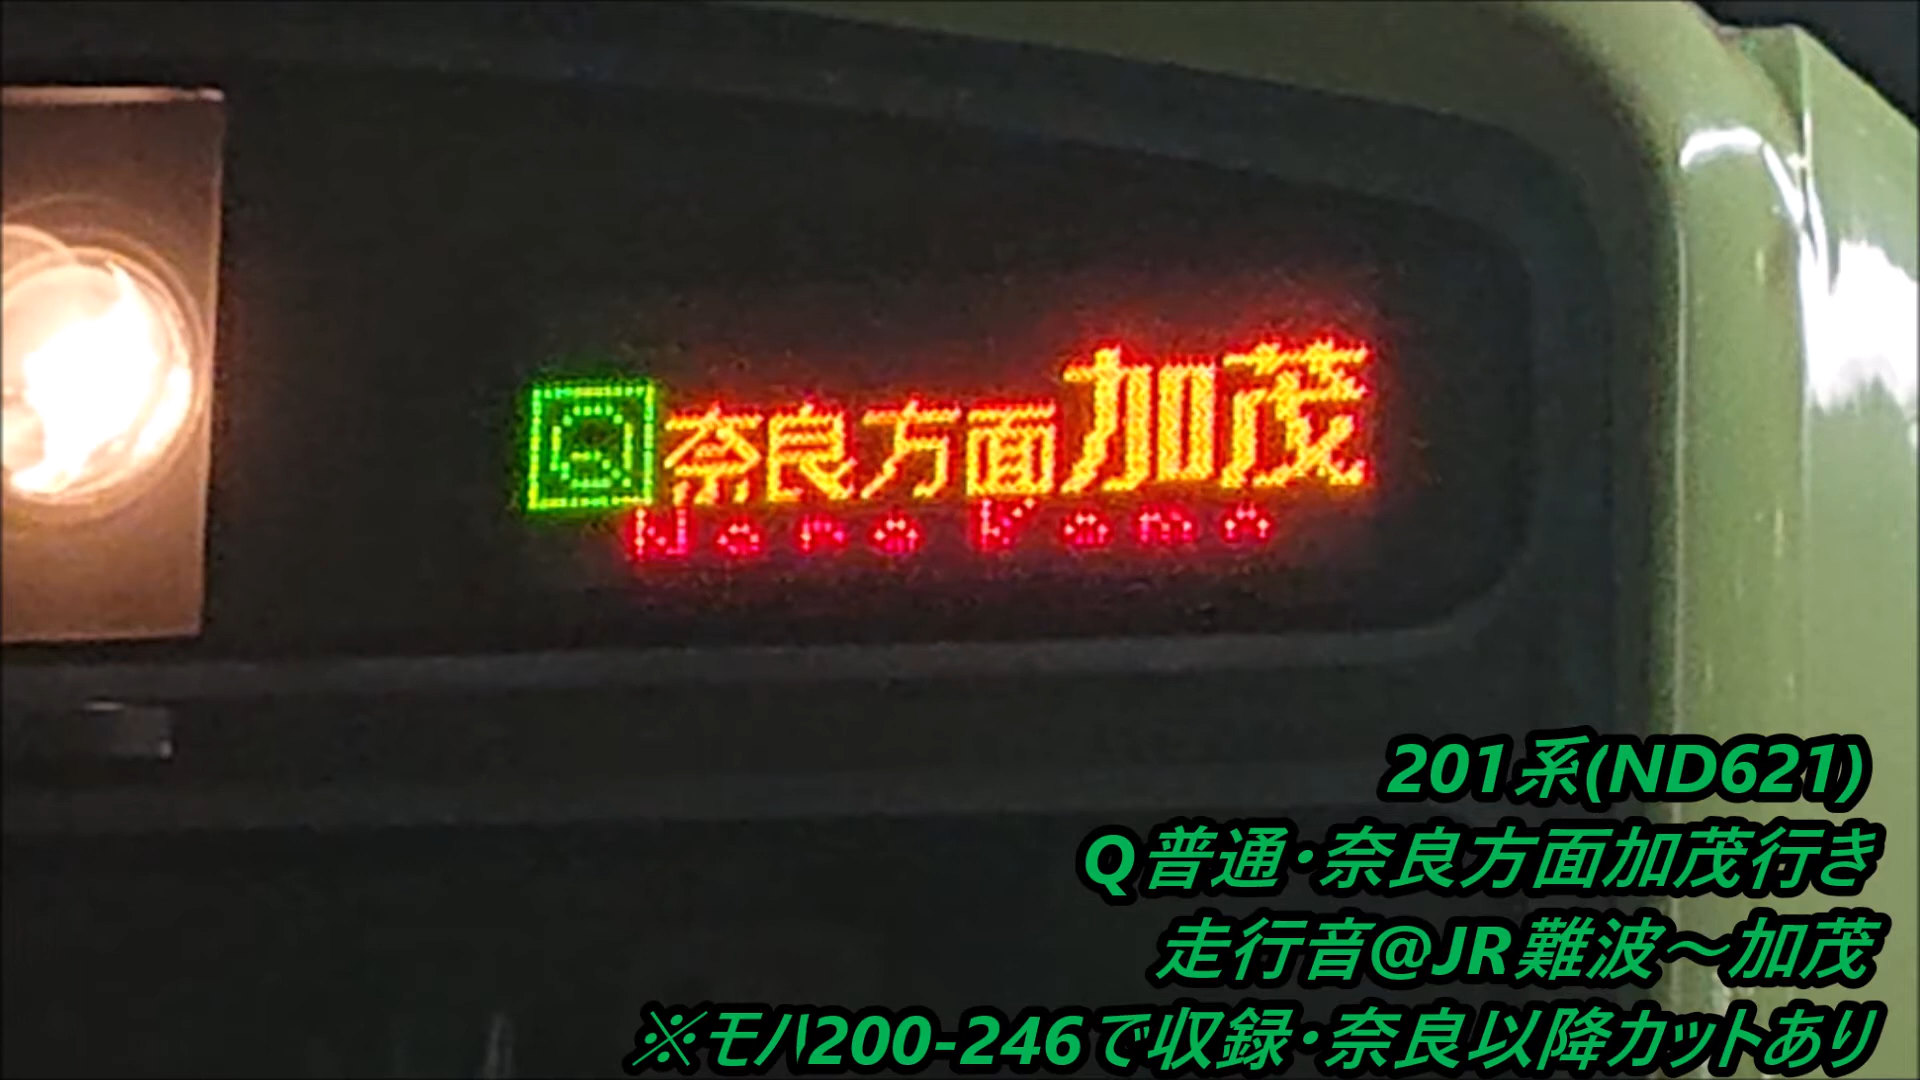 Q 奈良方面加茂
Nara Kamo
201系(ND621)
Q普通・奈良方面加茂行き
走行音@JR難波～加茂
※モハ200-246で収録・奈良以降カットあり